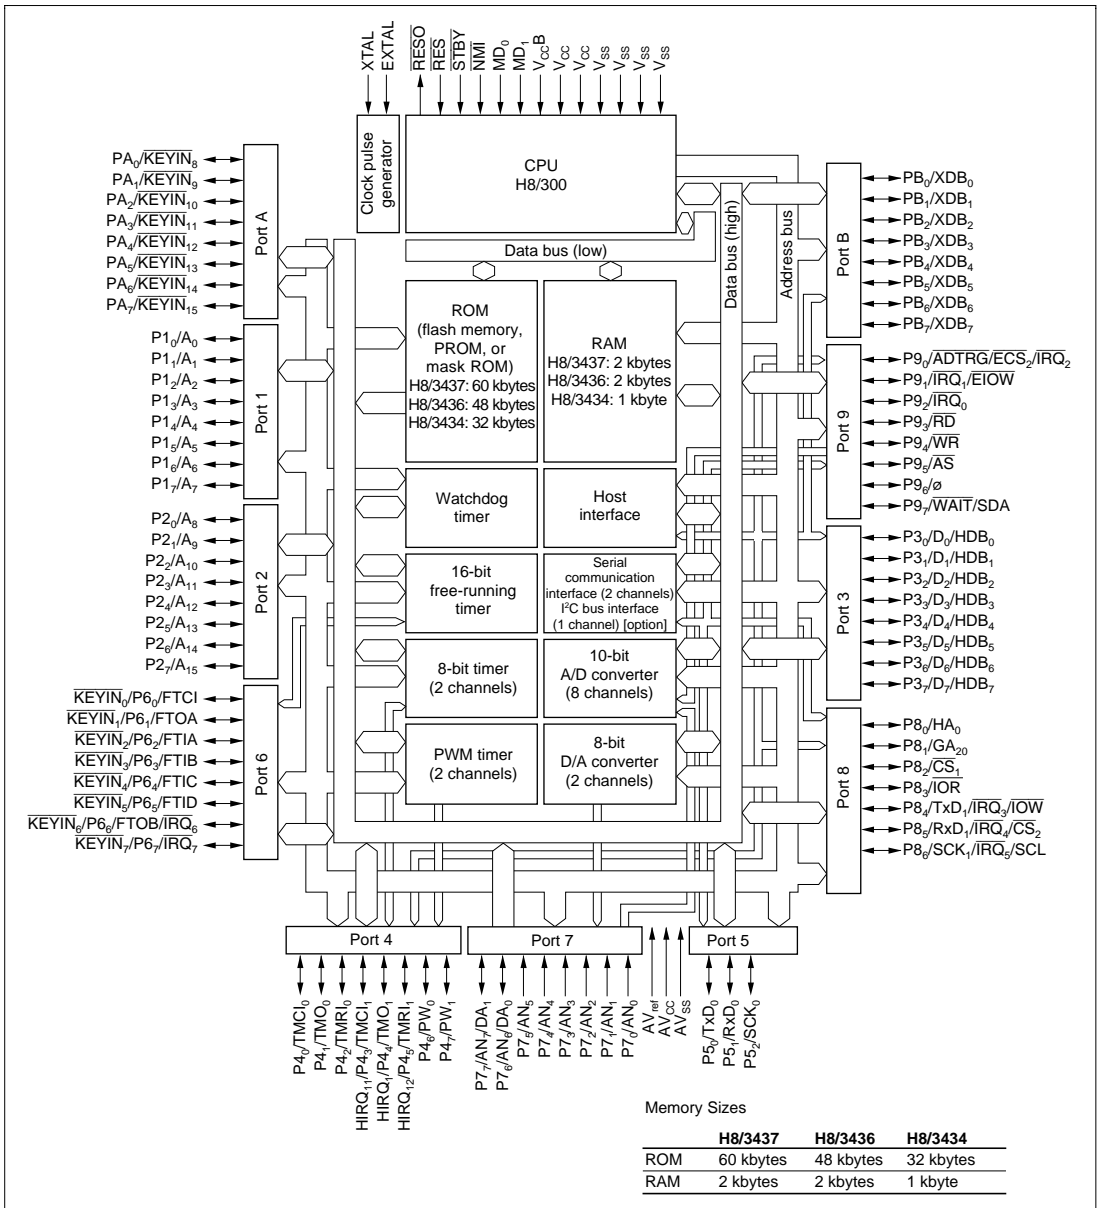 XTAL
EXTAL
RESO
RES
STBY
NMI
MD0
MD1
VCCB
VCC
VCC
VSS
VSS
VSS
VSS
Clock pulse
generator
CPU
H8/300
Data bus (low)
Data bus (high)
Address bus
PA0/KEYIN8
PA1/KEYIN9
PA2/KEYIN10
PA3/KEYIN11
PA4/KEYIN12
PA5/KEYIN13
PA6/KEYIN14
PA7/KEYIN15
Port A
P10/A0
P11/A1
P12/A2
P13/A3
P14/A4
P15/A5
P16/A6
P17/A7
Port 1
P20/A8
P21/A9
P22/A10
P23/A11
P24/A12
P25/A13
P26/A14
P27/A15
Port 2
KEYIN0/P60/FTCI
KEYIN1/P61/FTOA
KEYIN2/P62/FTIA
KEYIN3/P63/FTIB
KEYIN4/P64/FTIC
KEYIN5/P65/FTID
KEYIN6/P66/FTOB/IRQ6
KEYIN7/P67/IRQ7
Port 6
ROM
(flash memory,
PROM, or
mask ROM)
H8/3437: 60 kbytes
H8/3436: 48 kbytes
H8/3434: 32 kbytes
RAM
H8/3437: 2 kbytes
H8/3436: 2 kbytes
H8/3434: 1 kbyte
Watchdog
timer
Host
interface
16-bit
free-running
timer
Serial
communication
interface (2 channels)
I²C bus interface
(1 channel) [option]
8-bit timer
(2 channels)
10-bit
A/D converter
(8 channels)
PWM timer
(2 channels)
8-bit
D/A converter
(2 channels)
Port B
PB0/XDB0
PB1/XDB1
PB2/XDB2
PB3/XDB3
PB4/XDB4
PB5/XDB5
PB6/XDB6
PB7/XDB7
Port 9
P90/ADTRG/ECS2/IRQ2
P91/IRQ1/EIOW
P92/IRQ0
P93/RD
P94/WR
P95/AS
P96/ø
P97/WAIT/SDA
Port 3
P30/D0/HDB0
P31/D1/HDB1
P32/D2/HDB2
P33/D3/HDB3
P34/D4/HDB4
P35/D5/HDB5
P36/D6/HDB6
P37/D7/HDB7
Port 8
P80/HA0
P81/GA20
P82/CS1
P83/IOR
P84/TxD1/IRQ3/IOW
P85/RxD1/IRQ4/CS2
P86/SCK1/IRQ5/SCL
Port 4
Port 7
Port 5
P40/TMCI0
P41/TMO0
P42/TMRI0
HIRQ11/P43/TMCI1
HIRQ1/P44/TMO1
HIRQ12/P45/TMRI1
P46/PW0
P47/PW1
P77/AN7/DA1
P76/AN6/DA0
P75/AN5
P74/AN4
P73/AN3
P72/AN2
P71/AN1
P70/AN0
AVref
AVCC
AVSS
P50/TxD0
P51/RxD0
P52/SCK0
Memory Sizes
H8/3437 H8/3436 H8/3434
ROM 60 kbytes 48 kbytes 32 kbytes
RAM 2 kbytes 2 kbytes 1 kbyte